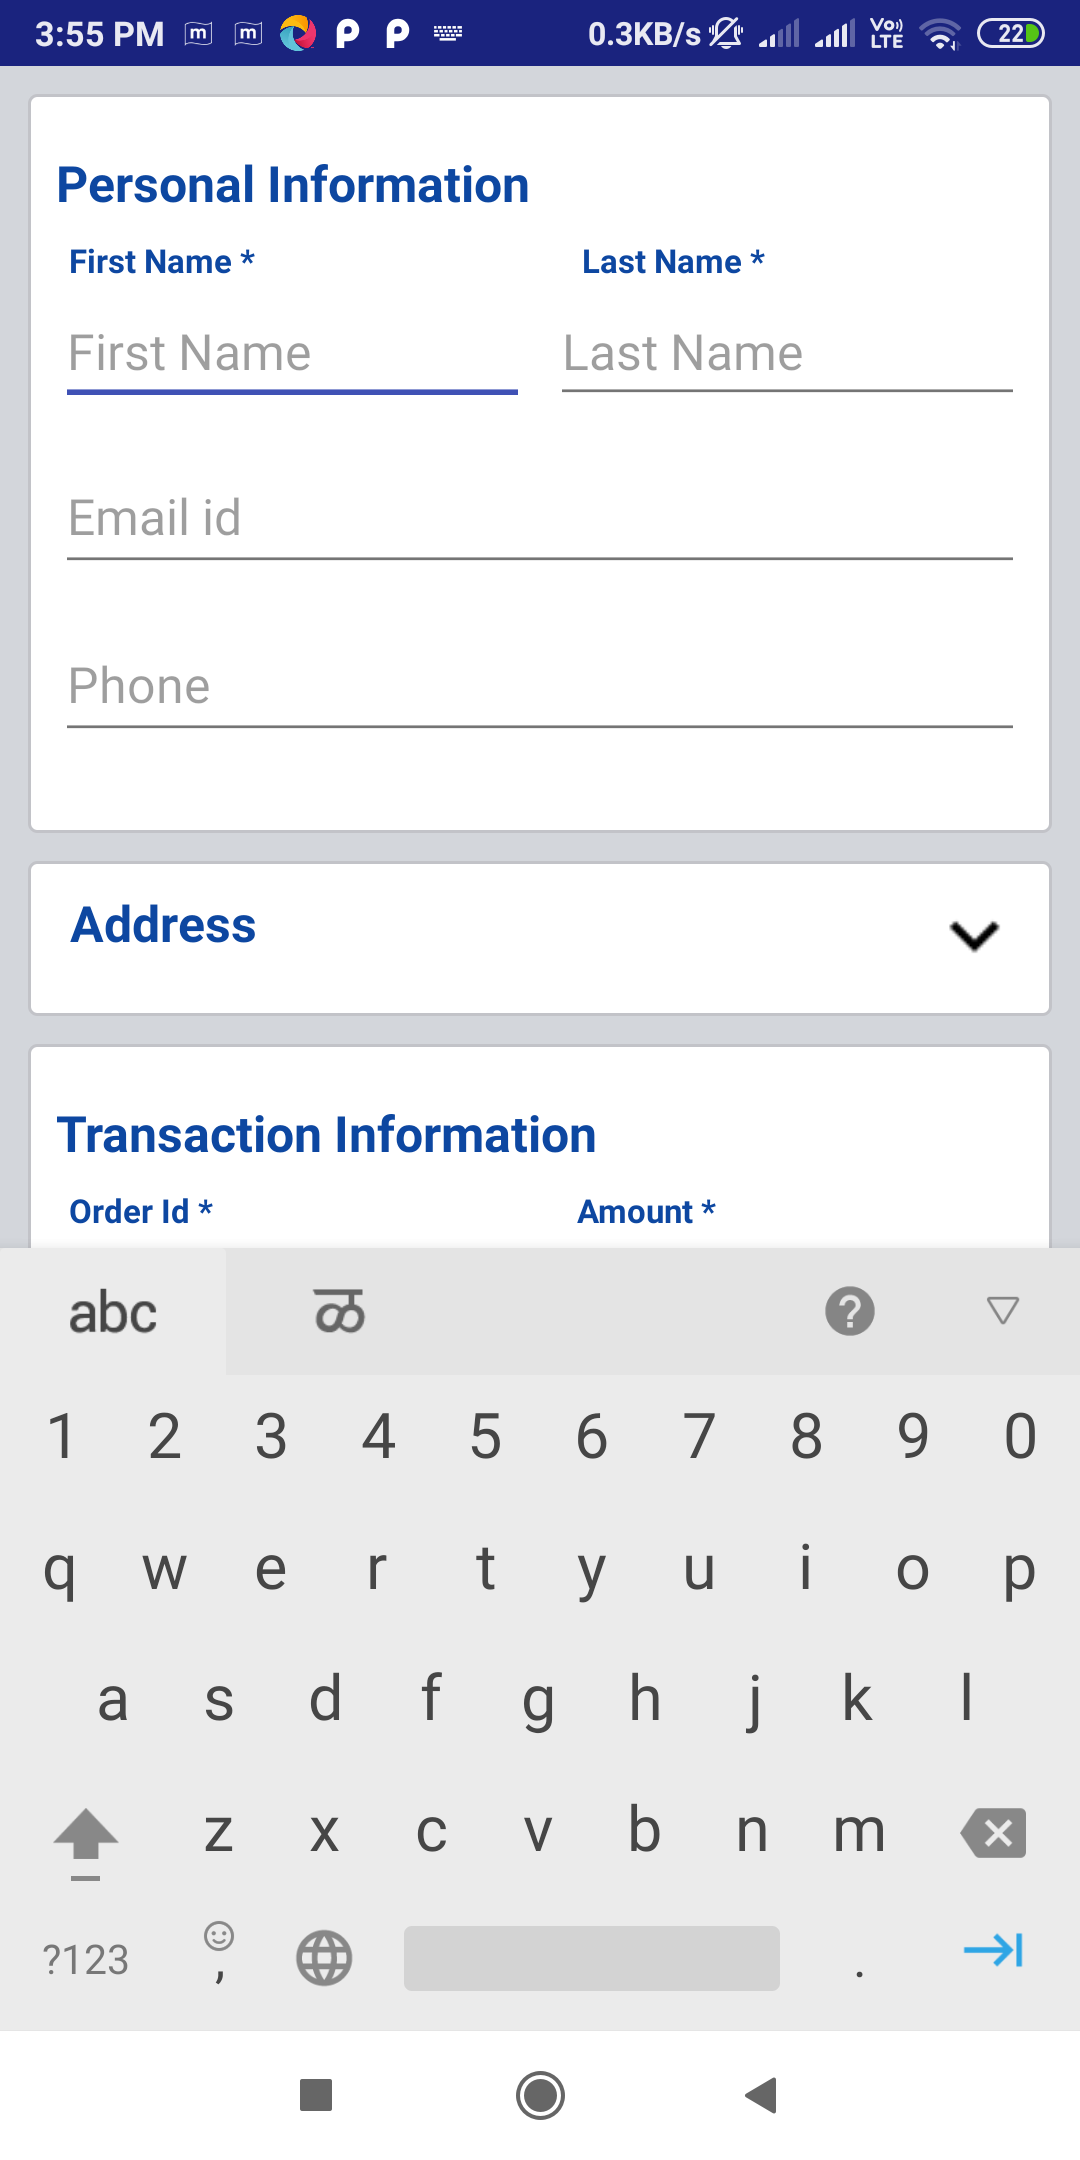 3:55 PM m m 0.3KB/s Vo)) LTE 22
Personal Information
First Name * Last Name *
First Name Last Name
Email id
Phone
Address
Transaction Information
Order Id * Amount *
abc ळ ?
1 2 3 4 5 6 7 8 9 0
q w e r t y u i o p
a s d f g h j k l
z x c v b n m
?123 , .